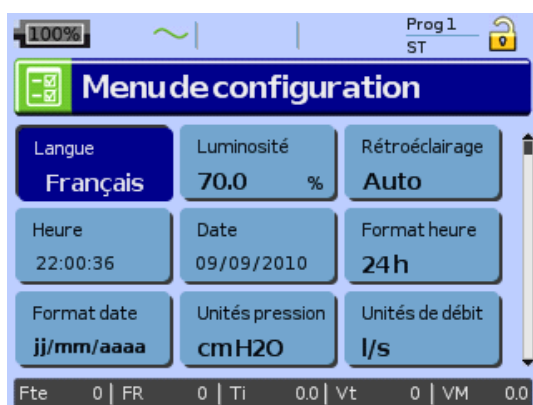 100%
Prog 1
ST
Menu de configuration
Langue
Français
Luminosité
70.0 %
Rétroéclairage
Auto
Heure
22:00:36
Date
09/09/2010
Format heure
24h
Format date
jj/mm/aaaa
Unités pression
cmH2O
Unités de débit
l/s
Fte 0 | FR 0 | Ti 0.0 | Vt 0 | VM 0.0